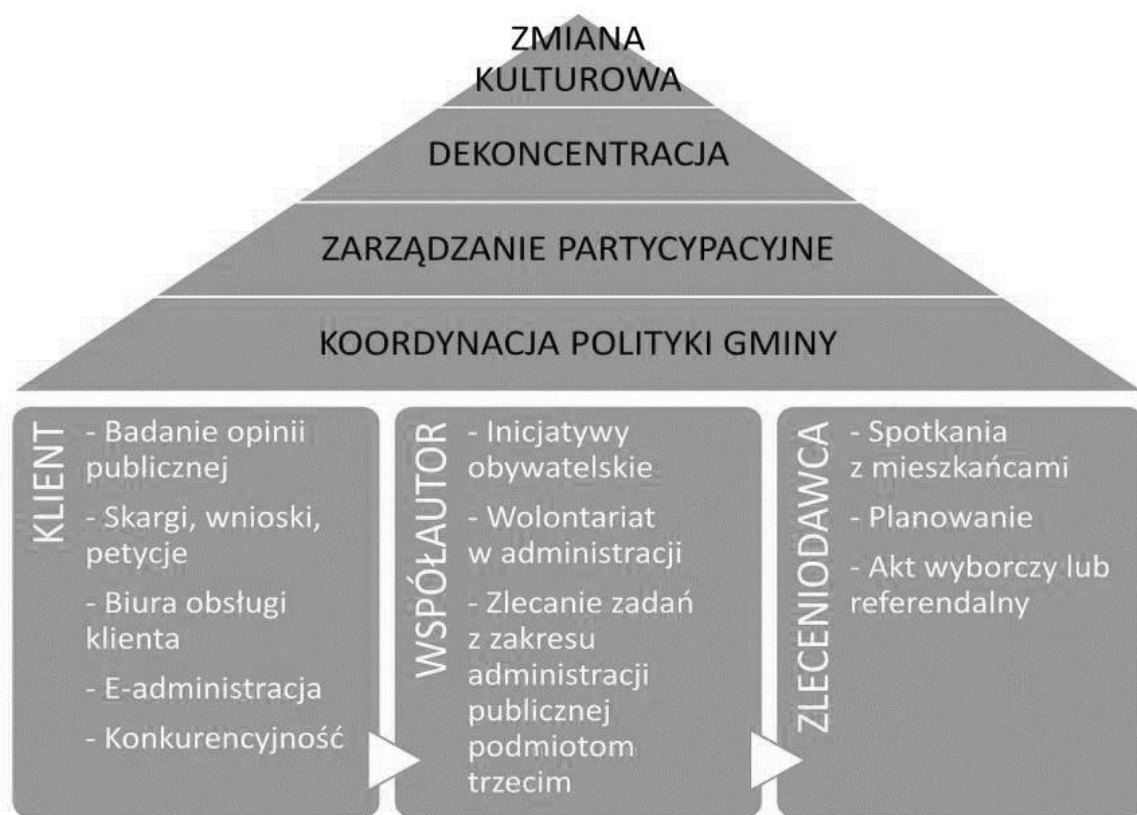 ZMIANA
KULTUROWA
DEKONCENTRACJA
ZARZĄDZANIE PARTYCYPACYJNE
KOORDYNACJA POLITYKI GMINY
KLIENT
- Badanie opinii
publicznej
- Skargi, wnioski,
petycje
- Biura obsługi
klienta
- E-administracja
- Konkurencyjność
WSPÓŁAUTOR
- Inicjatywy
obywatelskie
- Wolontariat
w administracji
- Zlecanie zadań
z zakresu
administracji
publicznej
podmiotom
trzecim
ZLECENIODAWCA
- Spotkania
z mieszkańcami
- Planowanie
- Akt wyborczy lub
referendalny